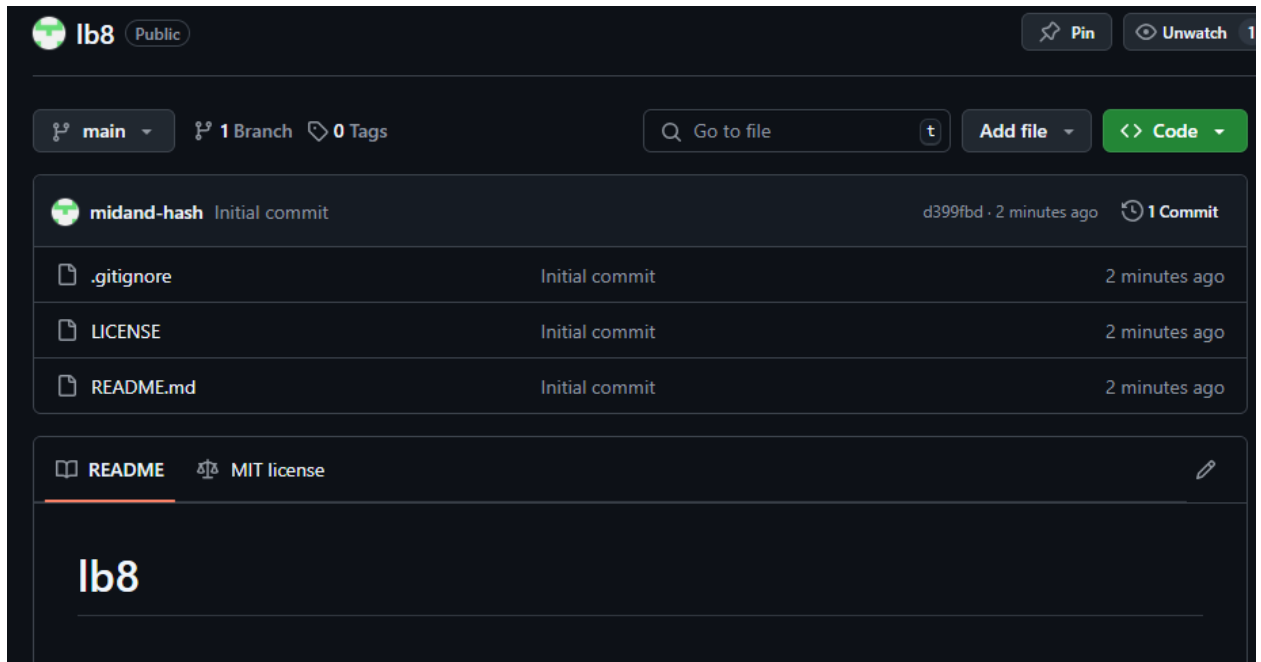 lb8 Public Pin Unwatch 1
main 1 Branch 0 Tags Go to file t Add file <> Code
midand-hash Initial commit d399fbd · 2 minutes ago 1 Commit
.gitignore Initial commit 2 minutes ago
LICENSE Initial commit 2 minutes ago
README.md Initial commit 2 minutes ago
README MIT license
lb8